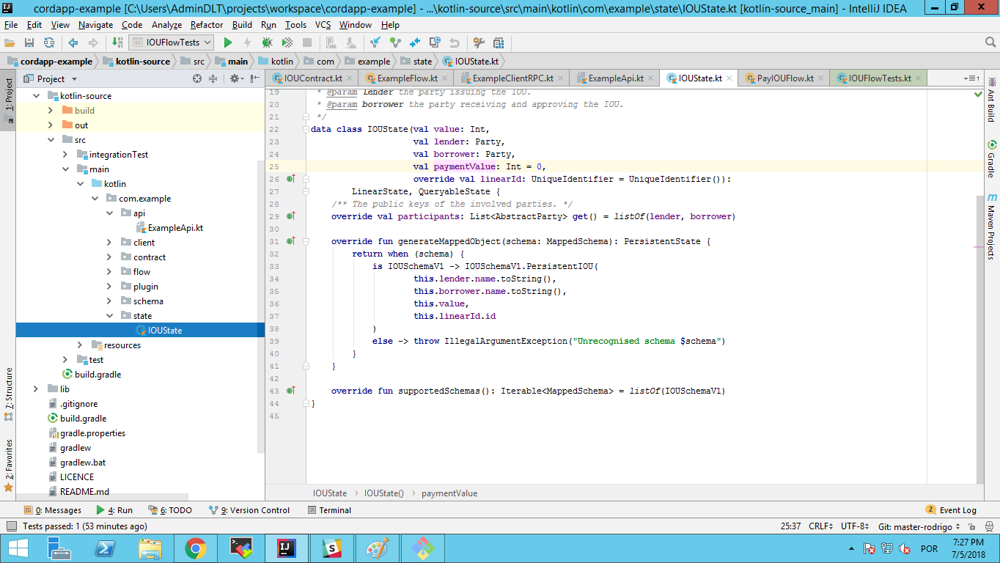 cordapp-example [C:\Users\AdminDLT\projects\workspace\cordapp-example] - ...\kotlin-source\src\main\kotlin\com\example\state\IOUState.kt [kotlin-source_main] - IntelliJ IDEA
File Edit View Navigate Code Analyze Refactor Build Run Tools VCS Window Help
IOUFlowTests
cordapp-example kotlin-source src main kotlin com example state IOUState.kt
Project
IOUContract.kt ExampleFlow.kt ExampleClientRPC.kt ExampleApi.kt IOUState.kt PayIOUFlow.kt IOUFlowTests.kt
1: Project
7: Structure
2: Favorites
kotlin-source
build
out
src
integrationTest
main
kotlin
com.example
api
ExampleApi.kt
client
contract
flow
plugin
schema
state
IOUState
resources
test
build.gradle
lib
.gitignore
build.gradle
gradle.properties
gradlew
gradlew.bat
LICENCE
README.md
19 * @param lender the party issuing the IOU.
20 * @param borrower the party receiving and approving the IOU.
21 */
22 data class IOUState(val value: Int,
23 val lender: Party,
24 val borrower: Party,
25 val paymentValue: Int = 0,
26 override val linearId: UniqueIdentifier = UniqueIdentifier()):
27 LinearState, QueryableState {
28 /** The public keys of the involved parties. */
29 override val participants: List<AbstractParty> get() = listOf(lender, borrower)
30
31 override fun generateMappedObject(schema: MappedSchema): PersistentState {
32 return when (schema) {
33 is IOUSchemaV1 -> IOUSchemaV1.PersistentIOU(
34 this.lender.name.toString(),
35 this.borrower.name.toString(),
36 this.value,
37 this.linearId.id
38 )
39 else -> throw IllegalArgumentException("Unrecognised schema $schema")
40 }
41 }
42
43 override fun supportedSchemas(): Iterable<MappedSchema> = listOf(IOUSchemaV1)
44 }
45
1
Ant Build
Gradle
m Maven Projects
IOUState IOUState() paymentValue
0: Messages 4: Run 6: TODO 9: Version Control Terminal 2 Event Log
Tests passed: 1 (53 minutes ago) 25:37 CRLF UTF-8 Git: master-rodrigo
POR
7:27 PM
7/5/2018